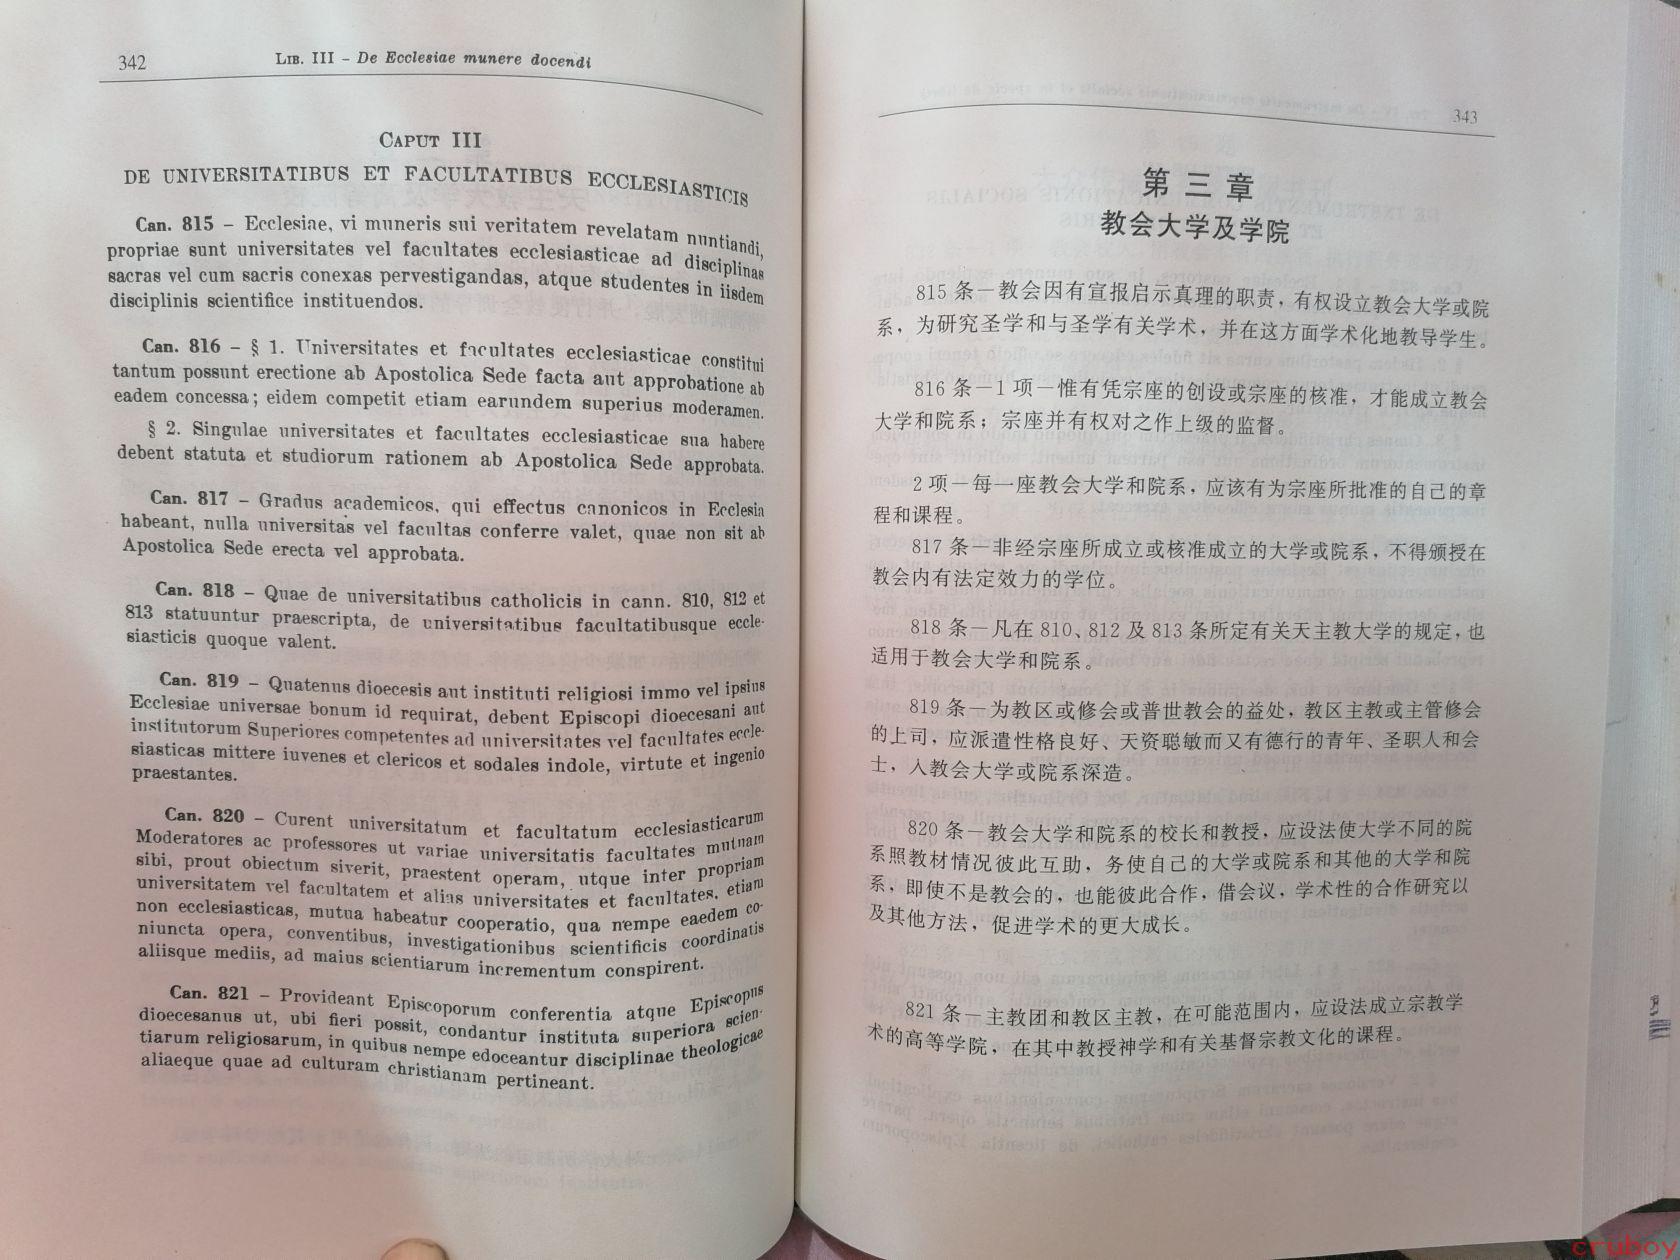 342
Lib. III – De Ecclesiae munere docendi
Caput III
DE UNIVERSITATIBUS ET FACULTATIBUS ECCLESIASTICIS
Can. 815 – Ecclesiae, vi muneris sui veritatem revelatam nuntiandi,
propriae sunt universitates vel facultates ecclesiasticae ad disciplinas
sacras vel cum sacris conexas pervestigandas, atque studentes in iisdem
disciplinis scientifice instituendos.
Can. 816 – § 1. Universitates et facultates ecclesiasticae constitui
tantum possunt erectione ab Apostolica Sede facta aut approbatione ab
eadem concessa; eidem competit etiam earundem superius moderamen.
§ 2. Singulae universitates et facultates ecclesiasticae sua habere
debent statuta et studiorum rationem ab Apostolica Sede approbata.
Can. 817 – Gradus academicos, qui effectus canonicos in Ecclesia
habeant, nulla universitas vel facultas conferre valet, quae non sit ab
Apostolica Sede erecta vel approbata.
Can. 818 – Quae de universitatibus catholicis in cann. 810, 812 et
813 statuuntur praescripta, de universitatibus facultatibusque eccle-
siasticis quoque valent.
Can. 819 – Quatenus dioecesis aut instituti religiosi immo vel ipsius
Ecclesiae universae bonum id requirat, debent Episcopi dioecesani aut
institutorum Superiores competentes ad universitates vel facultates eccle-
siasticas mittere iuvenes et clericos et sodales indole, virtute et ingenio
praestantes.
Can. 820 – Curent universitatum et facultatum ecclesiasticarum
Moderatores ac professores ut variae universitatis facultates mutuam
sibi, prout obiectum siverit, praestent operam, utque inter propriam
universitatem vel facultatem et alias universitates et facultates, etiam
non ecclesiasticas, mutua habeatur cooperatio, qua nempe eaedem co-
niuncta opera, conventibus, investigationibus scientificis coordinatis
aliisque mediis, ad maius scientiarum incrementum conspirent.
Can. 821 – Provideant Episcoporum conferentia atque Episcopus
dioecesanus ut, ubi fieri possit, condantur instituta superiora scien-
tiarum religiosarum, in quibus nempe edoceantur disciplinae theologicae
aliaeque quae ad culturam christianam pertineant.
343
第三章
教会大学及学院
815 条－教会因有宣报启示真理的职责，有权设立教会大学或院
系，为研究圣学和与圣学有关学术，并在这方面学术化地教导学生。
816 条－1 项－惟有凭宗座的创设或宗座的核准，才能成立教会
大学和院系；宗座并有权对之作上级的监督。
2 项－每一座教会大学和院系，应该有为宗座所批准的自己的章
程和课程。
817 条－非经宗座所成立或核准成立的大学或院系，不得颁授在
教会内有法定效力的学位。
818 条－凡在 810、812 及 813 条所定有关天主教大学的规定，也
适用于教会大学和院系。
819 条－为教区或修会或普世教会的益处，教区主教或主管修会
的上司，应派遣性格良好、天资聪敏而又有德行的青年、圣职人和会
士，入教会大学或院系深造。
820 条－教会大学和院系的校长和教授，应设法使大学不同的院
系照教材情况彼此互助，务使自己的大学或院系和其他的大学和院
系，即使不是教会的，也能彼此合作，借会议，学术性的合作研究以
及其他方法，促进学术的更大成长。
821 条－主教团和教区主教，在可能范围内，应设法成立宗教学
术的高等学院，在其中教授神学和有关基督宗教文化的课程。
cruboy